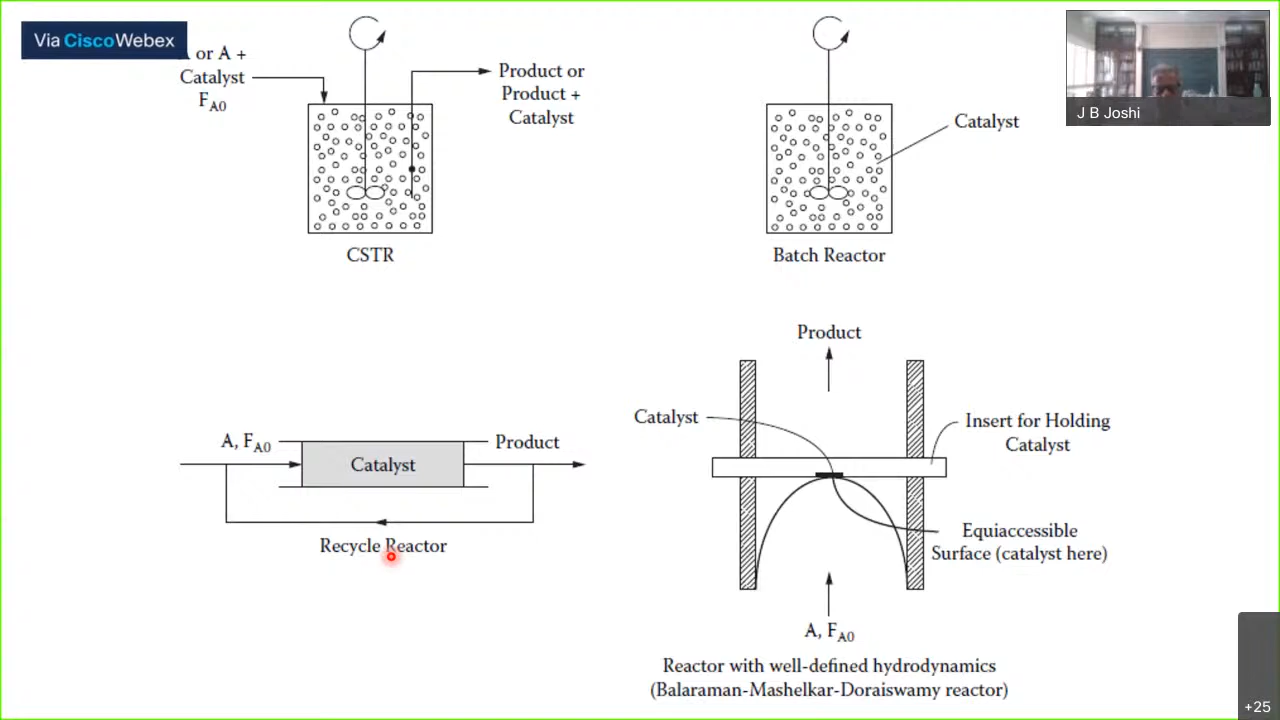 Via Cisco Webex
or A +
Catalyst
FA0
Product or
Product +
Catalyst
CSTR
Catalyst
Batch Reactor
J B Joshi
A, FA0
Catalyst
Product
Recycle Reactor
Product
Catalyst
Insert for Holding
Catalyst
Equiaccessible
Surface (catalyst here)
A, FA0
Reactor with well-defined hydrodynamics
(Balaraman-Mashelkar-Doraiswamy reactor)
+25